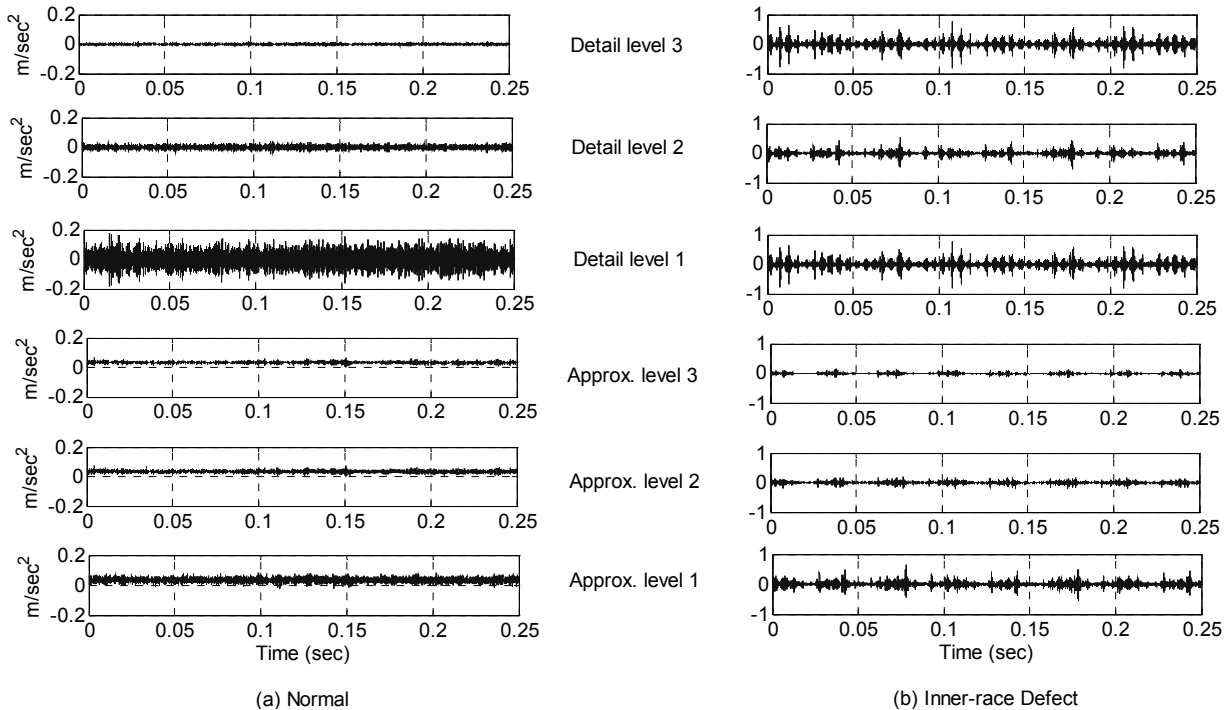 m/sec²
0.2
0
-0.2
0 0.05 0.1 0.15 0.2 0.25
Detail level 3
1
0
-1
0 0.05 0.1 0.15 0.2 0.25
m/sec²
0.2
0
-0.2
0 0.05 0.1 0.15 0.2 0.25
Detail level 2
1
0
-1
0 0.05 0.1 0.15 0.2 0.25
m/sec²
0.2
0
-0.2
0 0.05 0.1 0.15 0.2 0.25
Detail level 1
1
0
-1
0 0.05 0.1 0.15 0.2 0.25
m/sec²
0.2
0
-0.2
0 0.05 0.1 0.15 0.2 0.25
Approx. level 3
1
0
-1
0 0.05 0.1 0.15 0.2 0.25
m/sec²
0.2
0
-0.2
0 0.05 0.1 0.15 0.2 0.25
Approx. level 2
1
0
-1
0 0.05 0.1 0.15 0.2 0.25
m/sec²
0.2
0
-0.2
0 0.05 0.1 0.15 0.2 0.25
Time (sec)
Approx. level 1
1
0
-1
0 0.05 0.1 0.15 0.2 0.25
Time (sec)
(a) Normal
(b) Inner-race Defect